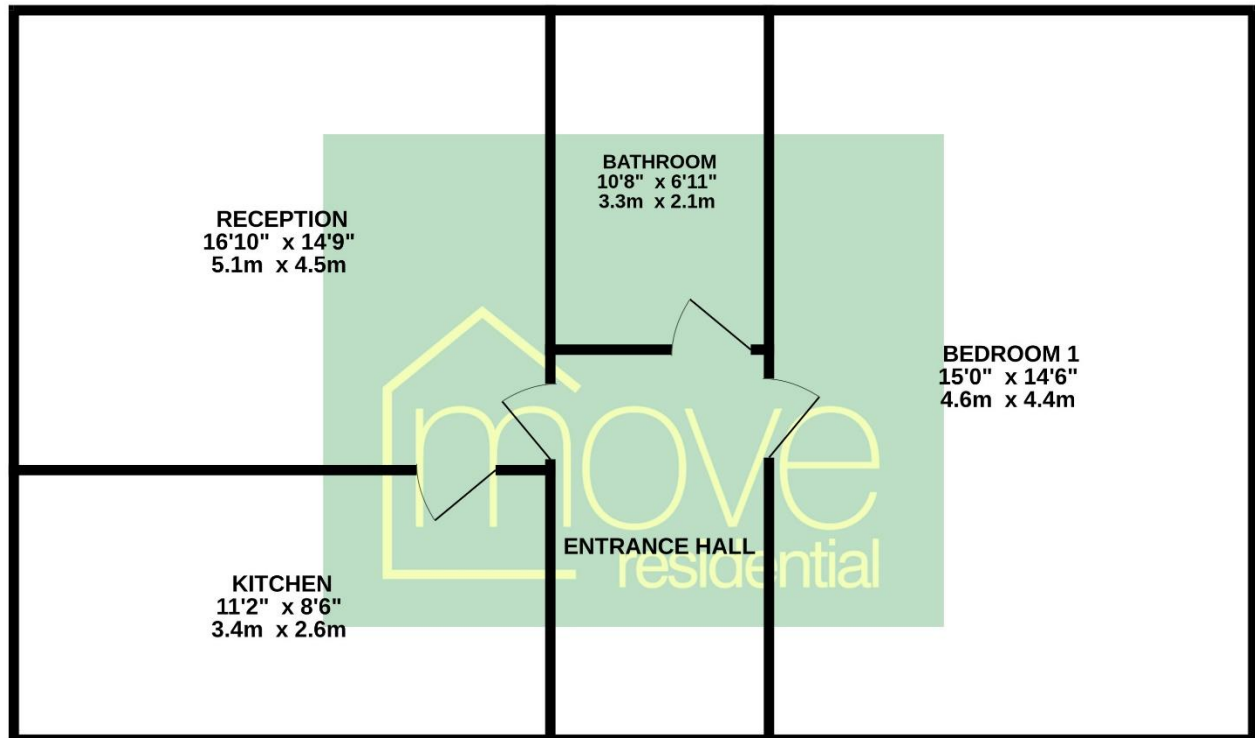 BATHROOM
10'8" x 6'11"
3.3m x 2.1m
RECEPTION
16'10" x 14'9"
5.1m x 4.5m
BEDROOM 1
15'0" x 14'6"
4.6m x 4.4m
move
residential
ENTRANCE HALL
KITCHEN
11'2" x 8'6"
3.4m x 2.6m